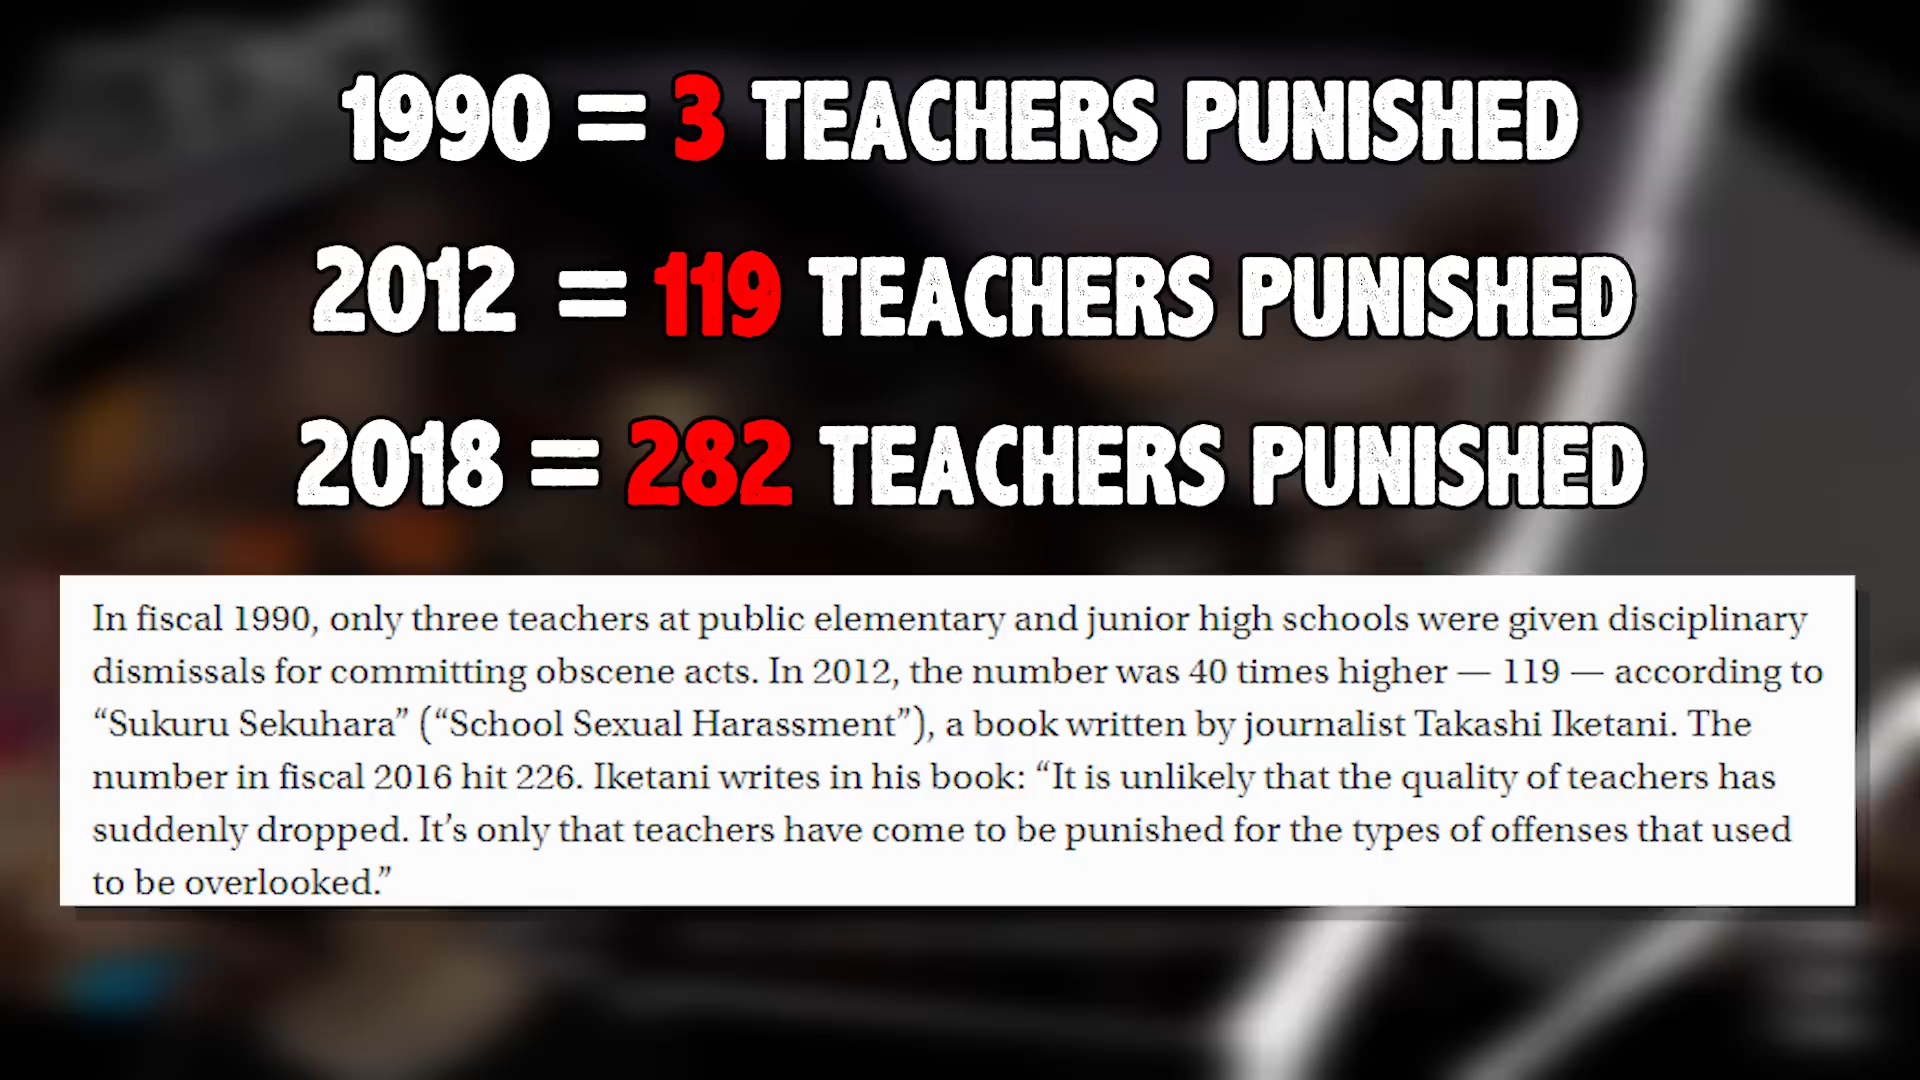 1990 = 3 TEACHERS PUNISHED
2012 = 119 TEACHERS PUNISHED
2018 = 282 TEACHERS PUNISHED
In fiscal 1990, only three teachers at public elementary and junior high schools were given disciplinary
dismissals for committing obscene acts. In 2012, the number was 40 times higher — 119 — according to
“Sukuru Sekuhara” (“School Sexual Harassment”), a book written by journalist Takashi Iketani. The
number in fiscal 2016 hit 226. Iketani writes in his book: “It is unlikely that the quality of teachers has
suddenly dropped. It’s only that teachers have come to be punished for the types of offenses that used
to be overlooked.”